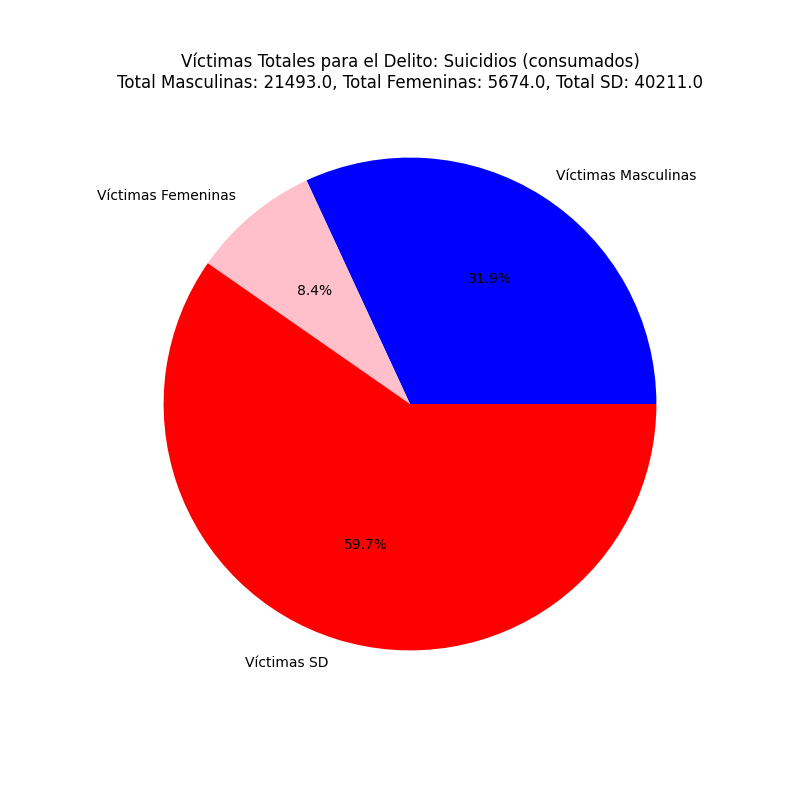 Víctimas Totales para el Delito: Suicidios (consumados)
Total Masculinas: 21493.0, Total Femeninas: 5674.0, Total SD: 40211.0
Víctimas Masculinas
Víctimas Femeninas
31.9%
8.4%
59.7%
Víctimas SD